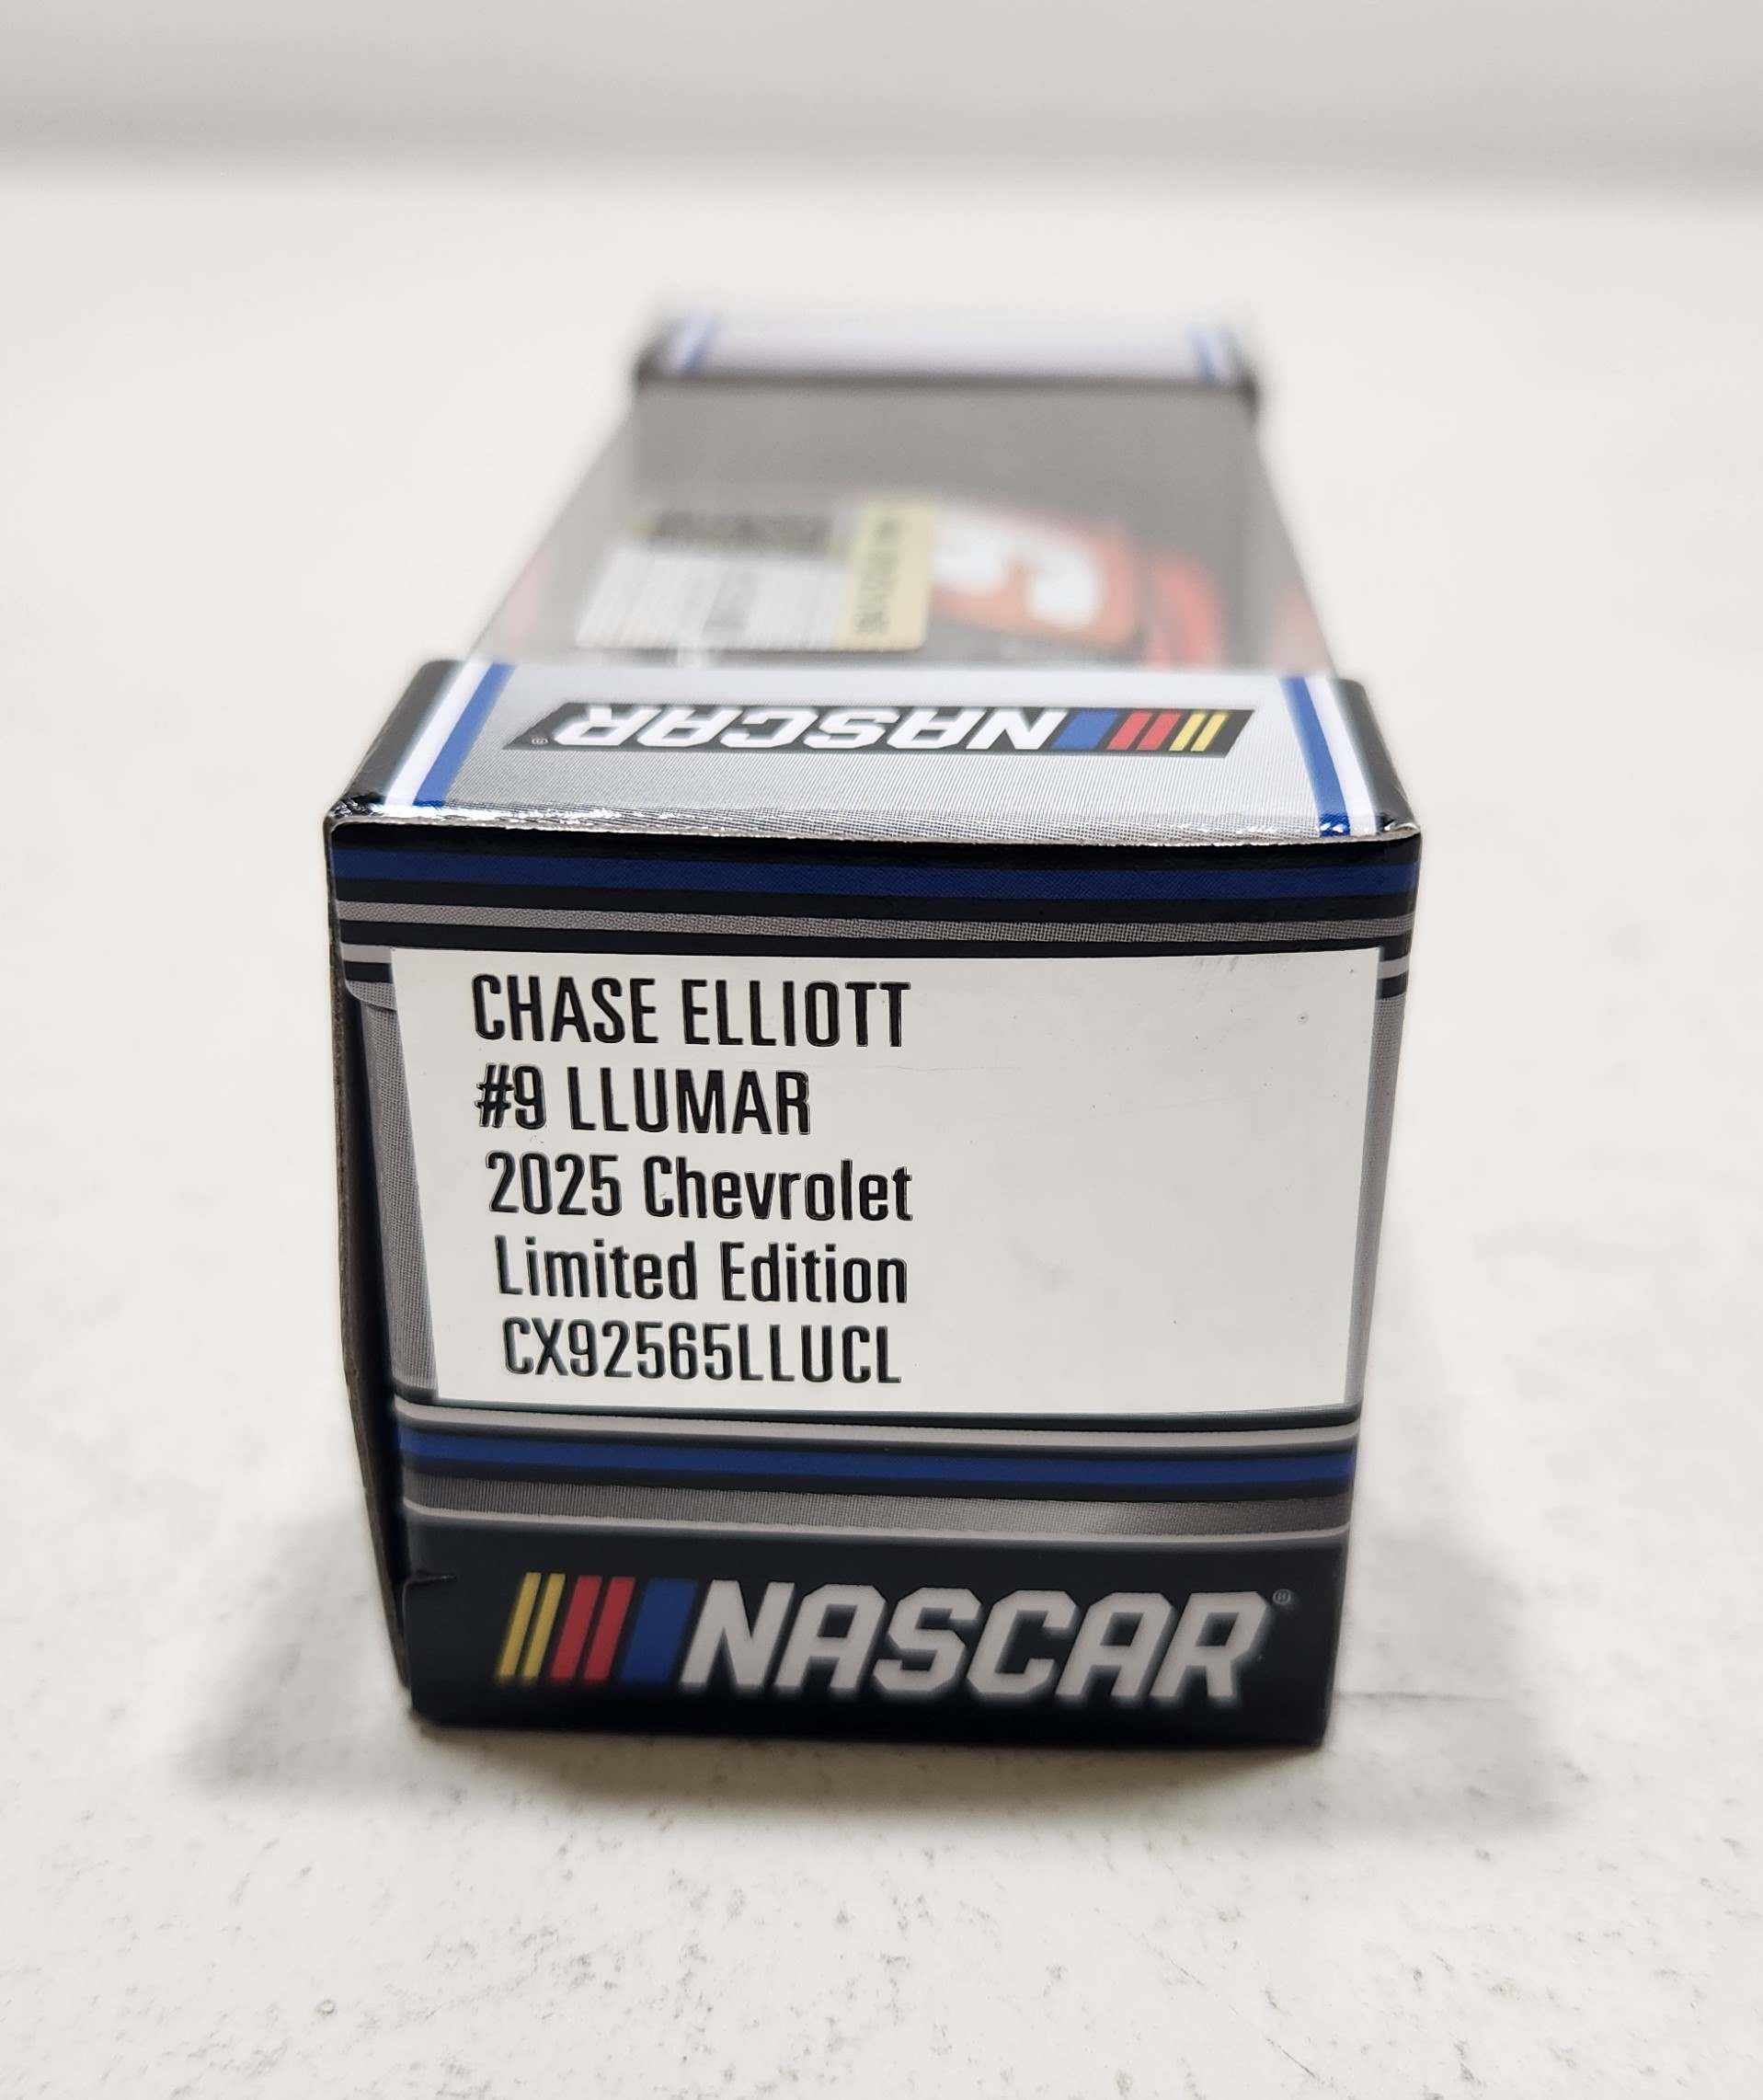 NASCAR®
CHASE ELLIOTT
#9 LLUMAR
2025 Chevrolet
Limited Edition
CX92565LLUCL
NASCAR®